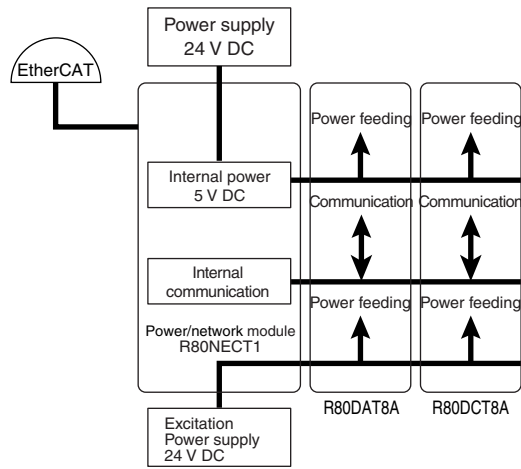 Power supply
24 V DC
EtherCAT
Power feeding
Power feeding
Internal power
5 V DC
Communication
Communication
Internal
communication
Power feeding
Power feeding
Power/network module
R80NECT1
R80DAT8A
R80DCT8A
Excitation
Power supply
24 V DC